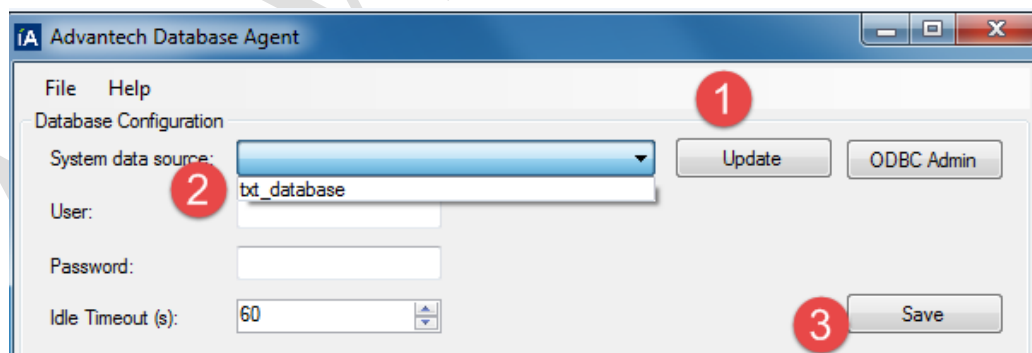 iA Advantech Database Agent
File Help
1
Database Configuration
System data source: Update ODBC Admin
2
txt_database
User:
Password:
Idle Timeout (s): 60
3
Save